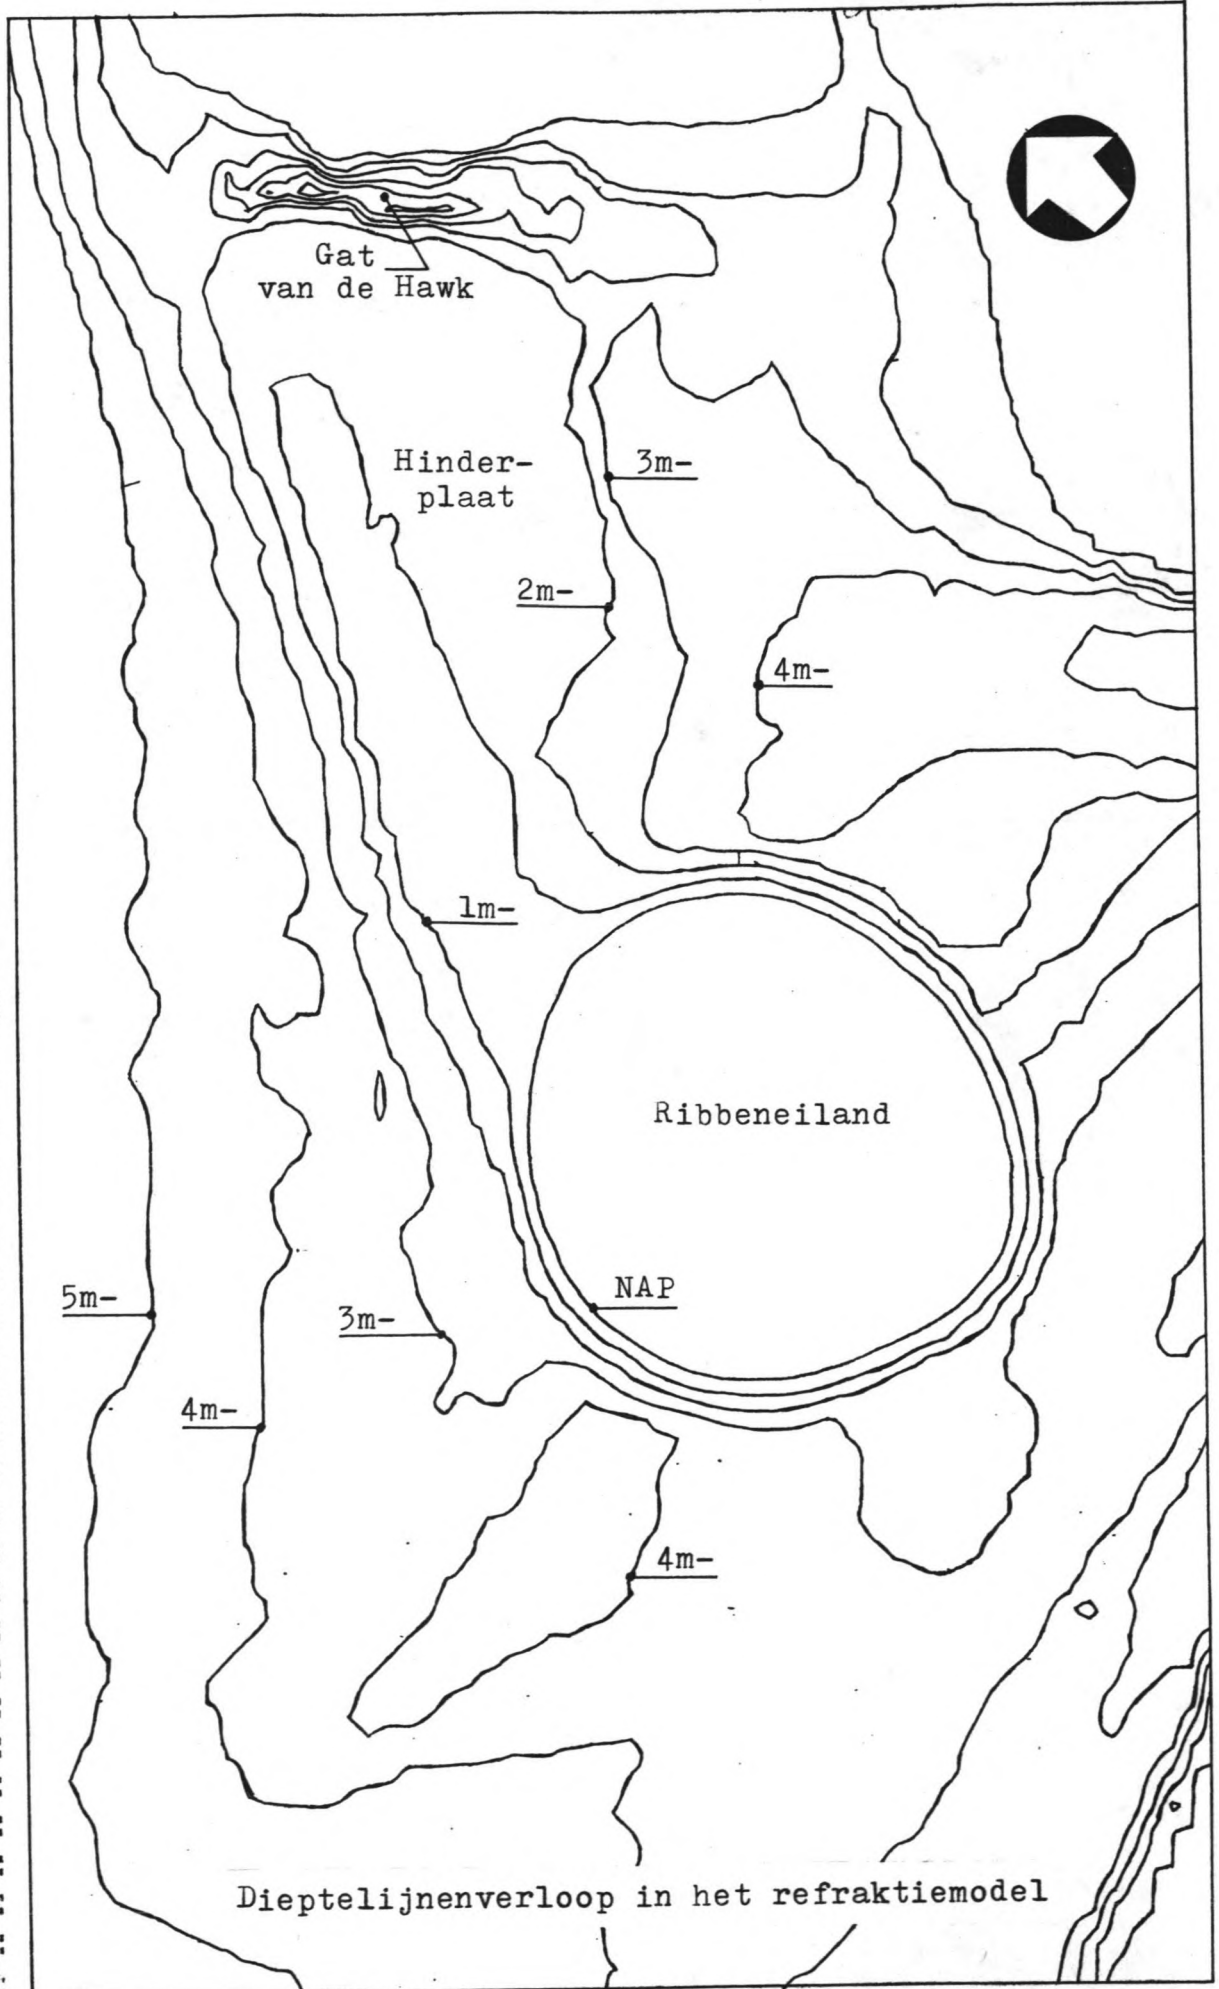 Gat
van de Hawk
Hinder-
plaat
3m-
2m-
4m-
1m-
Ribbeneiland
NAP
5m-
3m-
4m-
4m-
Dieptelijnenverloop in het refraktiemodel